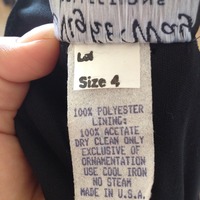 Lot
Size 4
100% POLYESTER
LINING:
100% ACETATE
DRY CLEAN ONLY
EXCLUSIVE OF
ORNAMENTATION
USE COOL IRON
NO STEAM
MADE IN U.S.A.